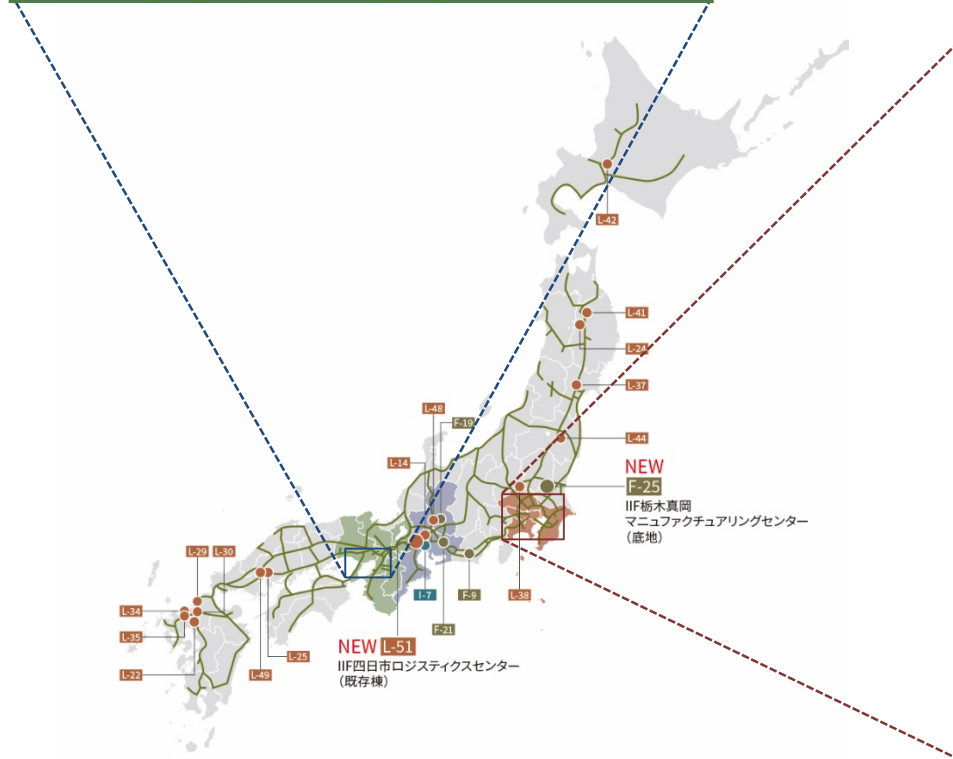 L-42
L-41
L-24
L-37
L-48
F-19
L-44
L-14
NEW
F-25
IIF栃木真岡
マニュファクチュアリングセンター
（底地）
L-29
L-30
L-34
I-7
F-9
L-38
L-35
F-21
NEW L-51
L-25
IIF四日市ロジスティクスセンター
L-22
L-49
（既存棟）